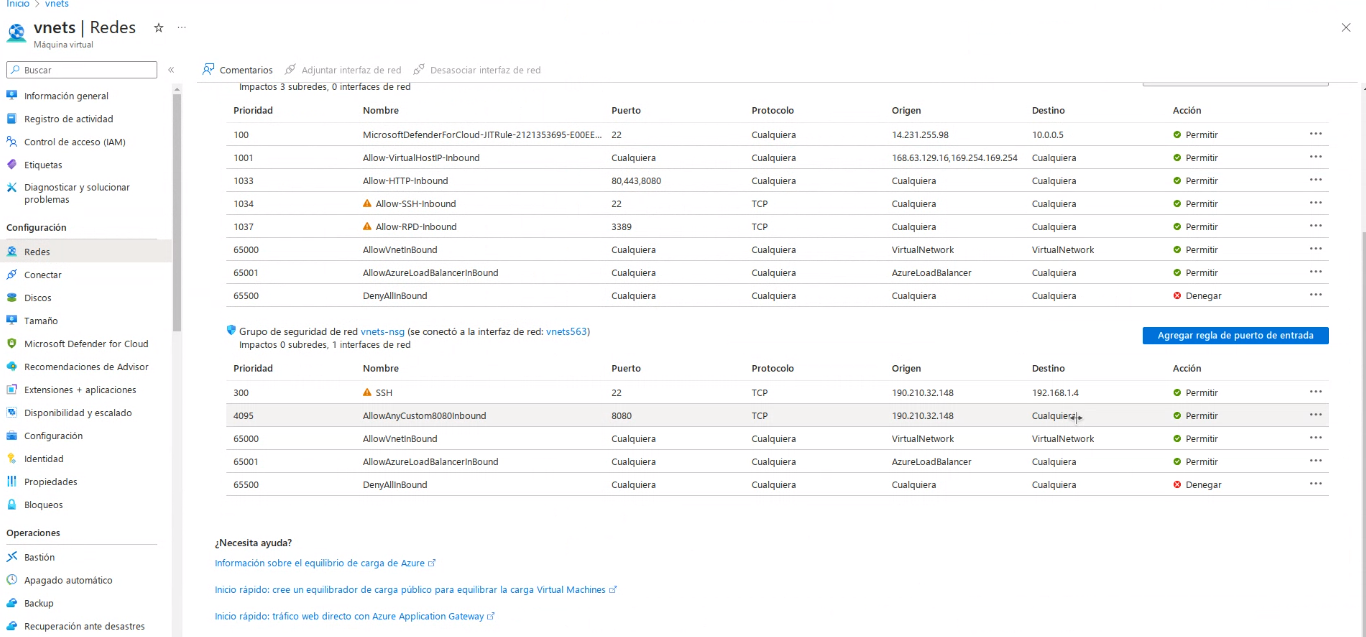 Inicio > vnets
vnets | Redes
Máquina virtual
Buscar
Información general
Registro de actividad
Control de acceso (IAM)
Etiquetas
Diagnosticar y solucionar
problemas
Configuración
Redes
Conectar
Discos
Tamaño
Microsoft Defender for Cloud
Recomendaciones de Advisor
Extensiones + aplicaciones
Disponibilidad y escalado
Configuración
Identidad
Propiedades
Bloqueos
Operaciones
Bastión
Apagado automático
Backup
Recuperación ante desastres
Comentarios Adjuntar interfaz de red Desasociar interfaz de red
Impactos 3 subredes, 0 interfaces de red
Prioridad Nombre Puerto Protocolo Origen Destino Acción
100 MicrosoftDefenderForCloud-JITRule-2121353695-E00EE... 22 Cualquiera 14.231.255.98 10.0.0.5 Permitir
1001 Allow-VirtualHostIP-Inbound Cualquiera Cualquiera 168.63.129.16,169.254.169.254 Cualquiera Permitir
1033 Allow-HTTP-Inbound 80,443,8080 Cualquiera Cualquiera Cualquiera Permitir
1034 Allow-SSH-Inbound 22 TCP Cualquiera Cualquiera Permitir
1037 Allow-RPD-Inbound 3389 TCP Cualquiera Cualquiera Permitir
65000 AllowVnetInBound Cualquiera Cualquiera VirtualNetwork VirtualNetwork Permitir
65001 AllowAzureLoadBalancerInBound Cualquiera Cualquiera AzureLoadBalancer Cualquiera Permitir
65500 DenyAllInBound Cualquiera Cualquiera Cualquiera Cualquiera Denegar
Grupo de seguridad de red vnets-nsg (se conectó a la interfaz de red: vnets563)
Impactos 0 subredes, 1 interfaces de red
Agregar regla de puerto de entrada
Prioridad Nombre Puerto Protocolo Origen Destino Acción
300 SSH 22 TCP 190.210.32.148 192.168.1.4 Permitir
4095 AllowAnyCustom8080Inbound 8080 TCP 190.210.32.148 Cualquiera Permitir
65000 AllowVnetInBound Cualquiera Cualquiera VirtualNetwork VirtualNetwork Permitir
65001 AllowAzureLoadBalancerInBound Cualquiera Cualquiera AzureLoadBalancer Cualquiera Permitir
65500 DenyAllInBound Cualquiera Cualquiera Cualquiera Cualquiera Denegar
¿Necesita ayuda?
Información sobre el equilibrio de carga de Azure
Inicio rápido: cree un equilibrador de carga público para equilibrar la carga Virtual Machines
Inicio rápido: tráfico web directo con Azure Application Gateway